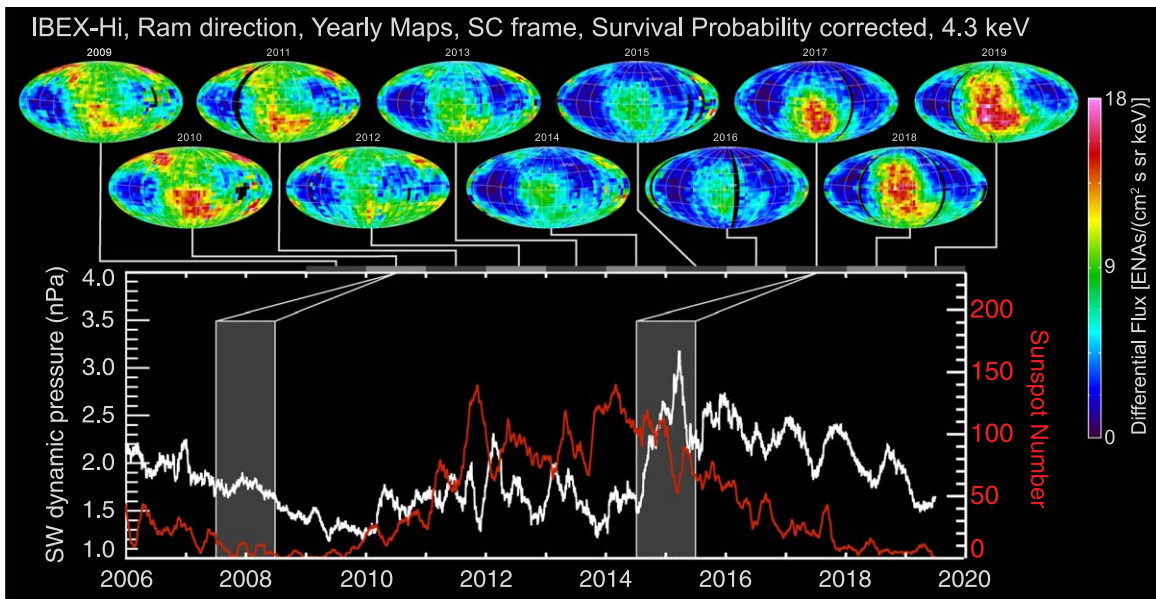 IBEX-Hi, Ram direction, Yearly Maps, SC frame, Survival Probability corrected, 4.3 keV
2009 2011 2013 2015 2017 2019
2010 2012 2014 2016 2018
18
9
0
Differential Flux [ENAs/(cm² s sr keV)]
SW dynamic pressure (nPa)
4.0
3.5
3.0
2.5
2.0
1.5
1.0
200
150
100
50
0
Sunspot Number
2006 2008 2010 2012 2014 2016 2018 2020